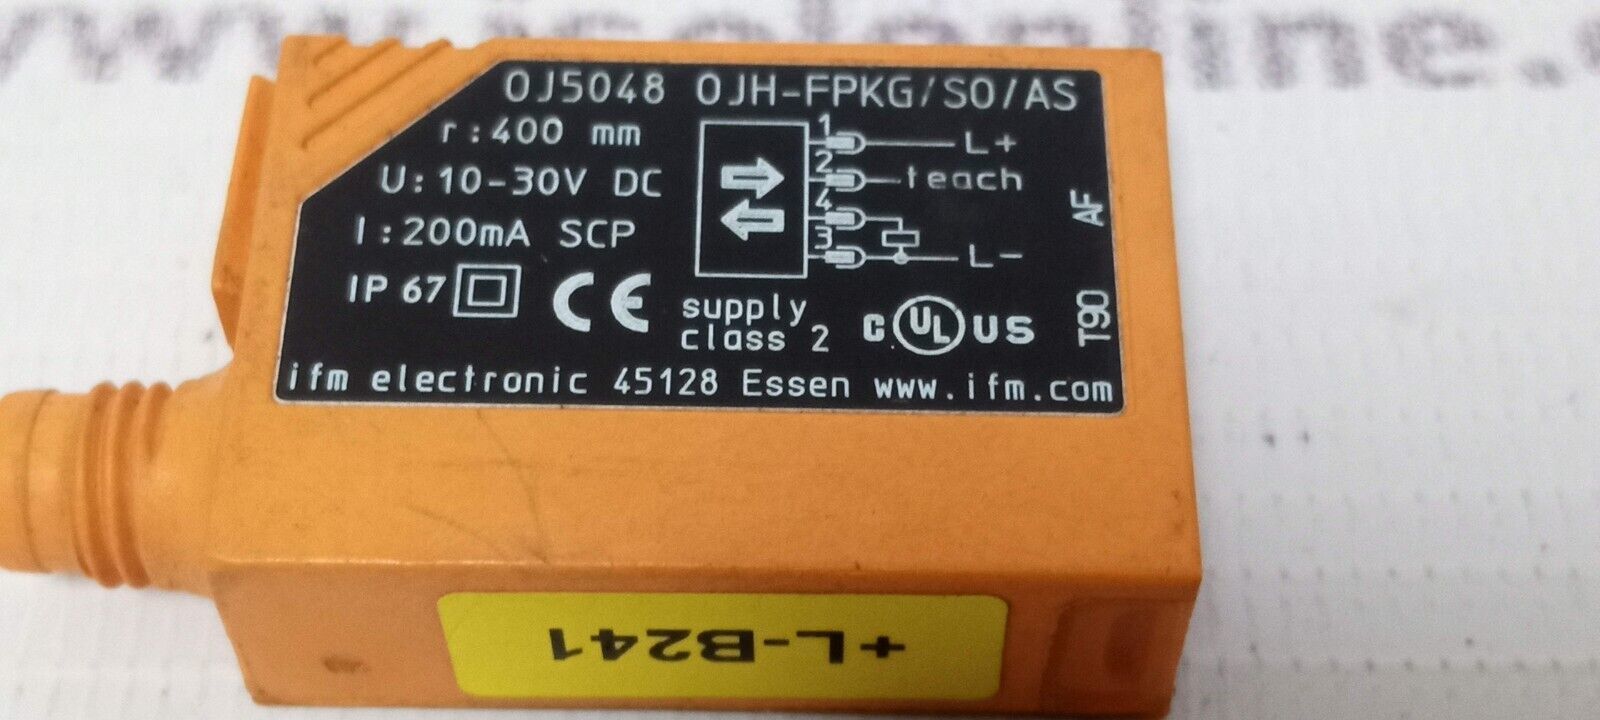 OJ5048 OJH-FPKG/SO/AS
r:400 mm
U:10-30V DC
I:200mA SCP
IP 67
CE
1
L+
2
teach
4
3
L-
supply
class 2
c UL US
AF
T90
ifm electronic 45128 Essen www.ifm.com
+L-B241